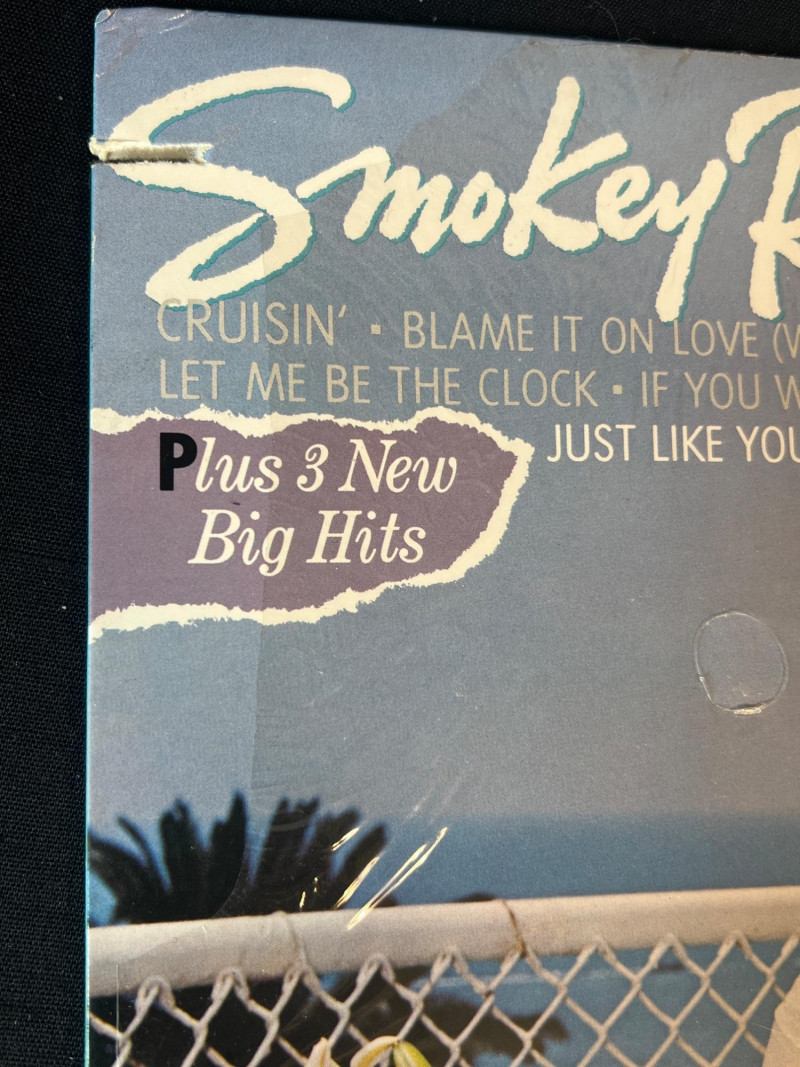 Smokey R
CRUISIN' ▪ BLAME IT ON LOVE (
LET ME BE THE CLOCK ▪ IF YOU W
JUST LIKE YOU
Plus 3 New
Big Hits